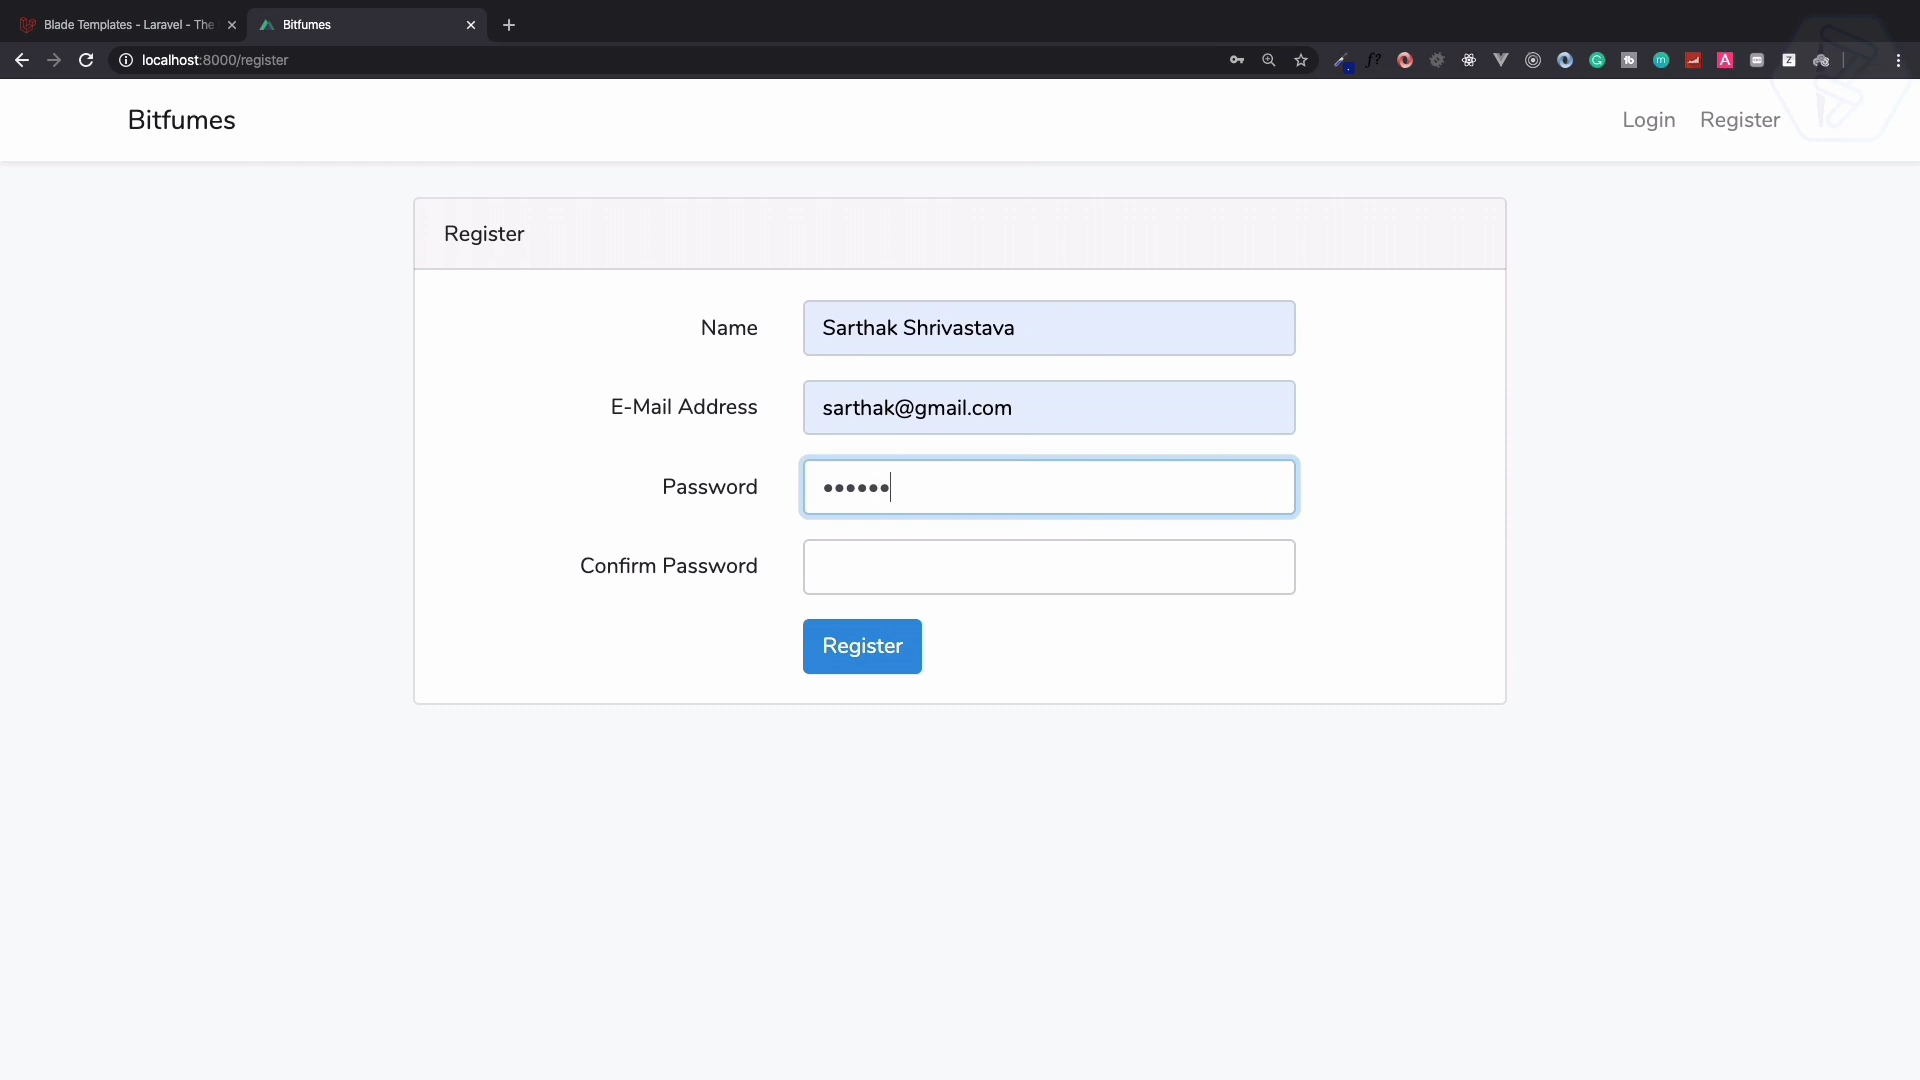 Blade Templates - Laravel - The
Bitfumes
localhost:8000/register
Bitfumes
Login
Register
Register
Name
Sarthak Shrivastava
E-Mail Address
sarthak@gmail.com
Password
••••••
Confirm Password
Register